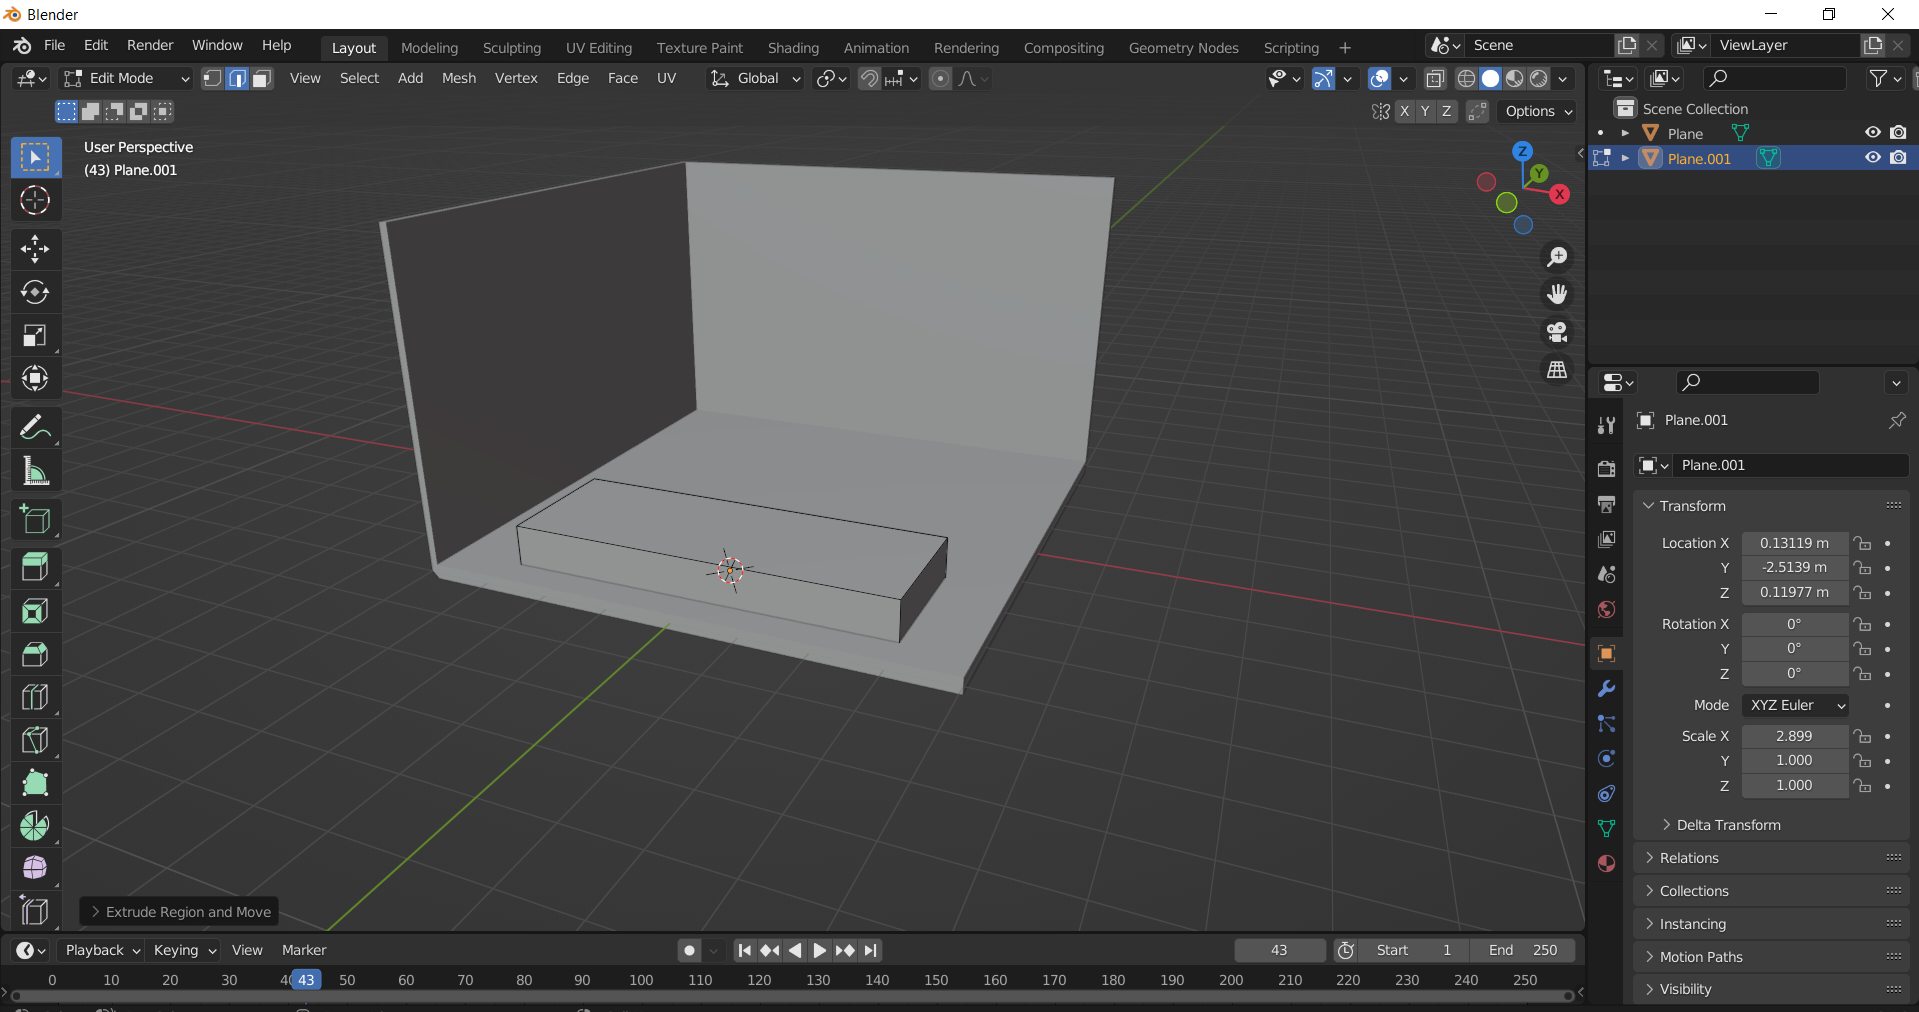 Blender
File Edit Render Window Help
Layout Modeling Sculpting UV Editing Texture Paint Shading Animation Rendering Compositing Geometry Nodes Scripting +
Scene
ViewLayer
Edit Mode View Select Add Mesh Vertex Edge Face UV Global
X Y Z Options
User Perspective
(43) Plane.001
Z
Y
X
Extrude Region and Move
Scene Collection
Plane
Plane.001
Plane.001
Plane.001
Transform
Location X 0.13119 m
Y -2.5139 m
Z 0.11977 m
Rotation X 0°
Y 0°
Z 0°
Mode XYZ Euler
Scale X 2.899
Y 1.000
Z 1.000
Delta Transform
Relations
Collections
Instancing
Motion Paths
Visibility
Playback Keying View Marker 43 Start 1 End 250
0 10 20 30 43 50 60 70 80 90 100 110 120 130 140 150 160 170 180 190 200 210 220 230 240 250